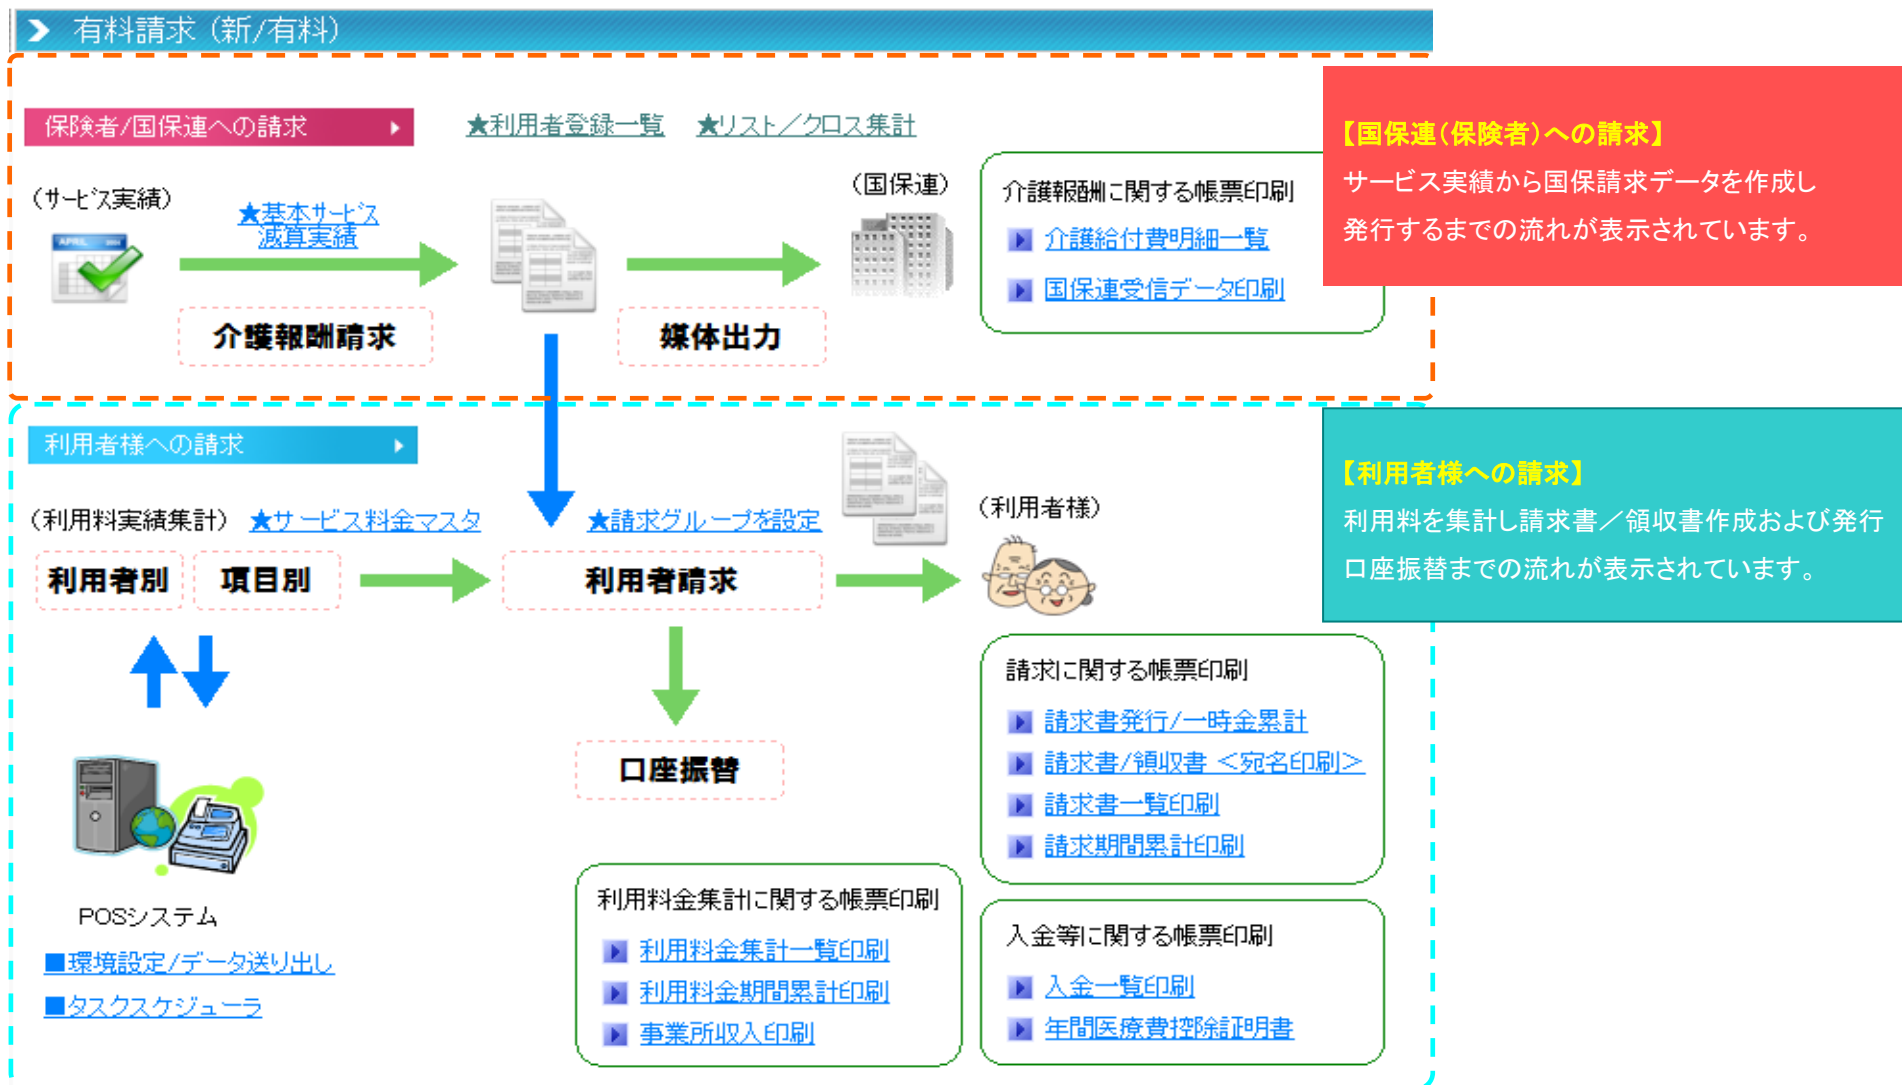 有料請求（新/有料）
保険者/国保連への請求
★利用者登録一覧
★リスト／クロス集計
（サービス実績）
★基本サービス
減算実績
（国保連）
APRIL
介護報酬請求
媒体出力
介護報酬に関する帳票印刷
介護給付費明細一覧
国保連受信データ印刷
【国保連（保険者）への請求】
サービス実績から国保請求データを作成し
発行するまでの流れが表示されています。
利用者様への請求
（利用料実績集計）
★サービス料金マスタ
★請求グループを設定
（利用者様）
利用者別
項目別
利用者請求
口座振替
【利用者様への請求】
利用料を集計し請求書／領収書作成および発行
口座振替までの流れが表示されています。
POSシステム
■環境設定/データ送り出し
■タスクスケジューラ
利用料金集計に関する帳票印刷
利用料金集計一覧印刷
利用料金期間累計印刷
事業所収入印刷
請求に関する帳票印刷
請求書発行/一時金累計
請求書/領収書 ＜宛名印刷＞
請求書一覧印刷
請求期間累計印刷
入金等に関する帳票印刷
入金一覧印刷
年間医療費控除証明書